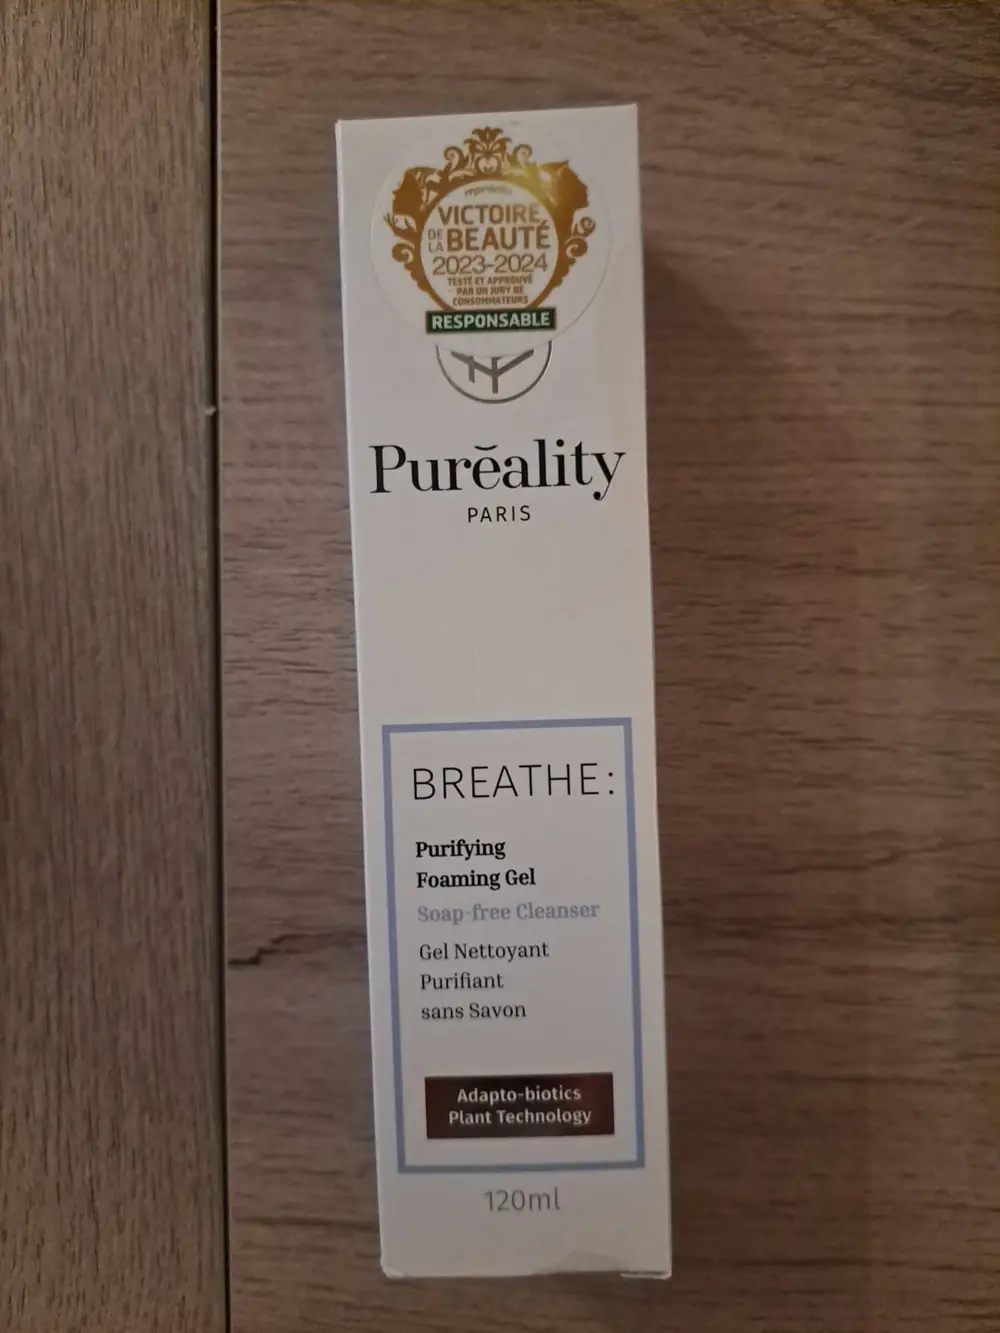 VICTOIRE
DE LA BEAUTÉ
2023-2024
TESTÉ ET APPROUVÉ
PAR UN JURY DE
CONSOMMATEURS
RESPONSABLE
Purĕality
PARIS
BREATHE:
Purifying
Foaming Gel
Soap-free Cleanser
Gel Nettoyant
Purifiant
sans Savon
Adapto-biotics
Plant Technology
120ml